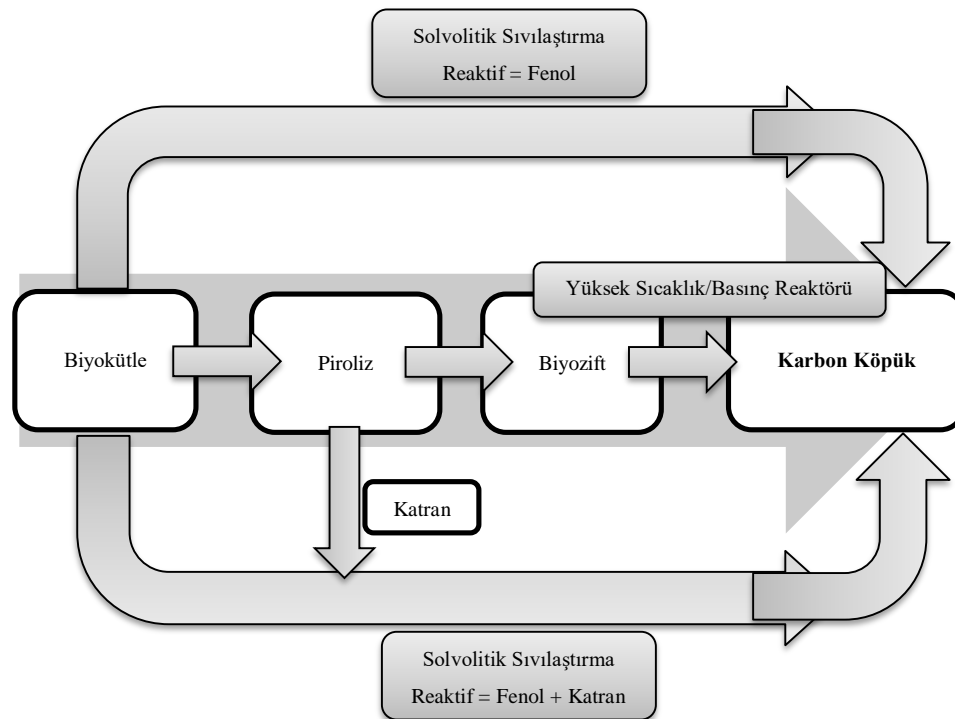 Solvolitik Sıvılaştırma
Reaktif = Fenol
Yüksek Sıcaklık/Basınç Reaktörü
Biyokütle
Piroliz
Biyozift
Karbon Köpük
Katran
Solvolitik Sıvılaştırma
Reaktif = Fenol + Katran